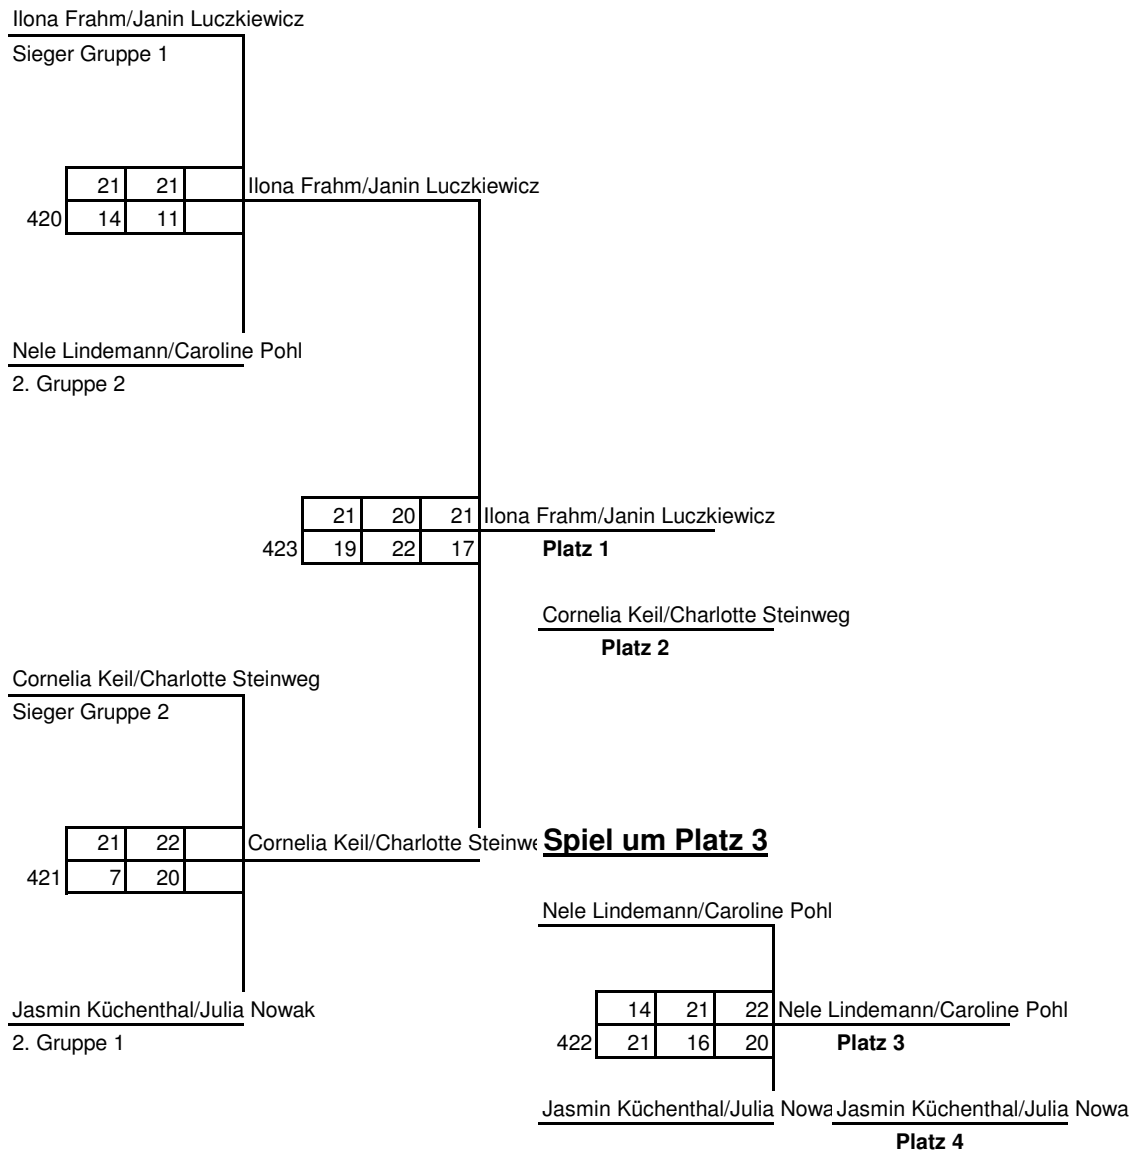 Ilona Frahm/Janin Luczkiewicz
Sieger Gruppe 1
21 21 Ilona Frahm/Janin Luczkiewicz
420 14 11
Nele Lindemann/Caroline Pohl
2. Gruppe 2
21 20 21 Ilona Frahm/Janin Luczkiewicz
423 19 22 17 Platz 1
Cornelia Keil/Charlotte Steinweg
Platz 2
Cornelia Keil/Charlotte Steinweg
Sieger Gruppe 2
21 22 Cornelia Keil/Charlotte Steinwe Spiel um Platz 3
421 7 20
Nele Lindemann/Caroline Pohl
Jasmin Küchenthal/Julia Nowak
2. Gruppe 1
14 21 22 Nele Lindemann/Caroline Pohl
422 21 16 20 Platz 3
Jasmin Küchenthal/Julia Nowa Jasmin Küchenthal/Julia Nowa
Platz 4